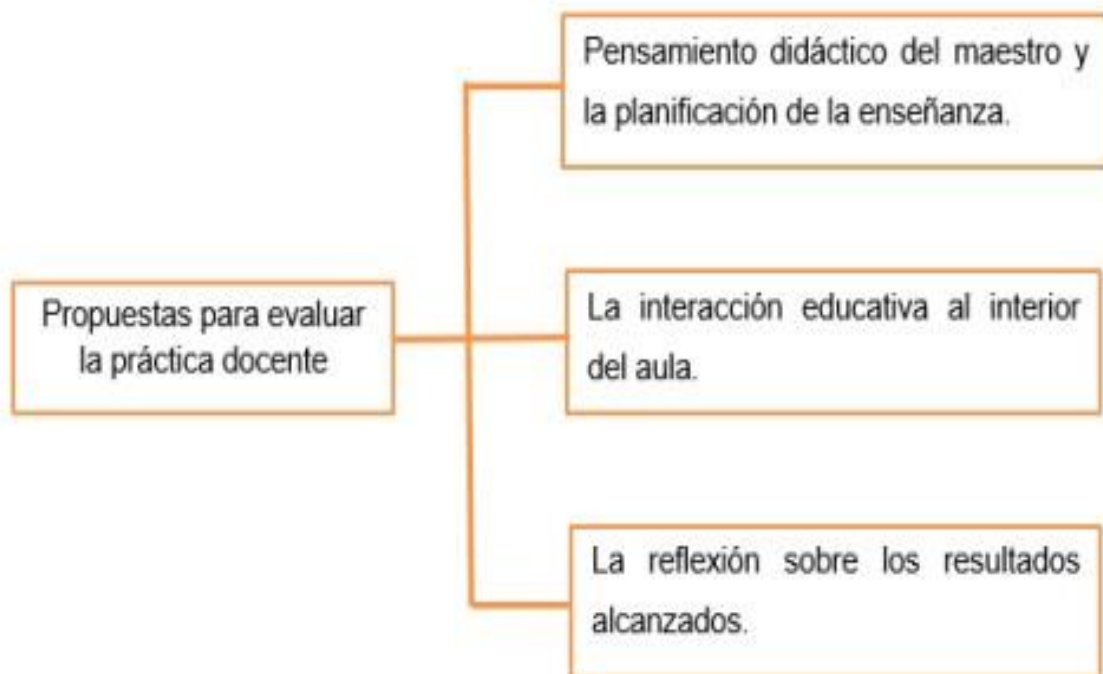 Pensamiento didáctico del maestro y
la planificación de la enseñanza.
Propuestas para evaluar
la práctica docente
La interacción educativa al interior
del aula.
La reflexión sobre los resultados
alcanzados.